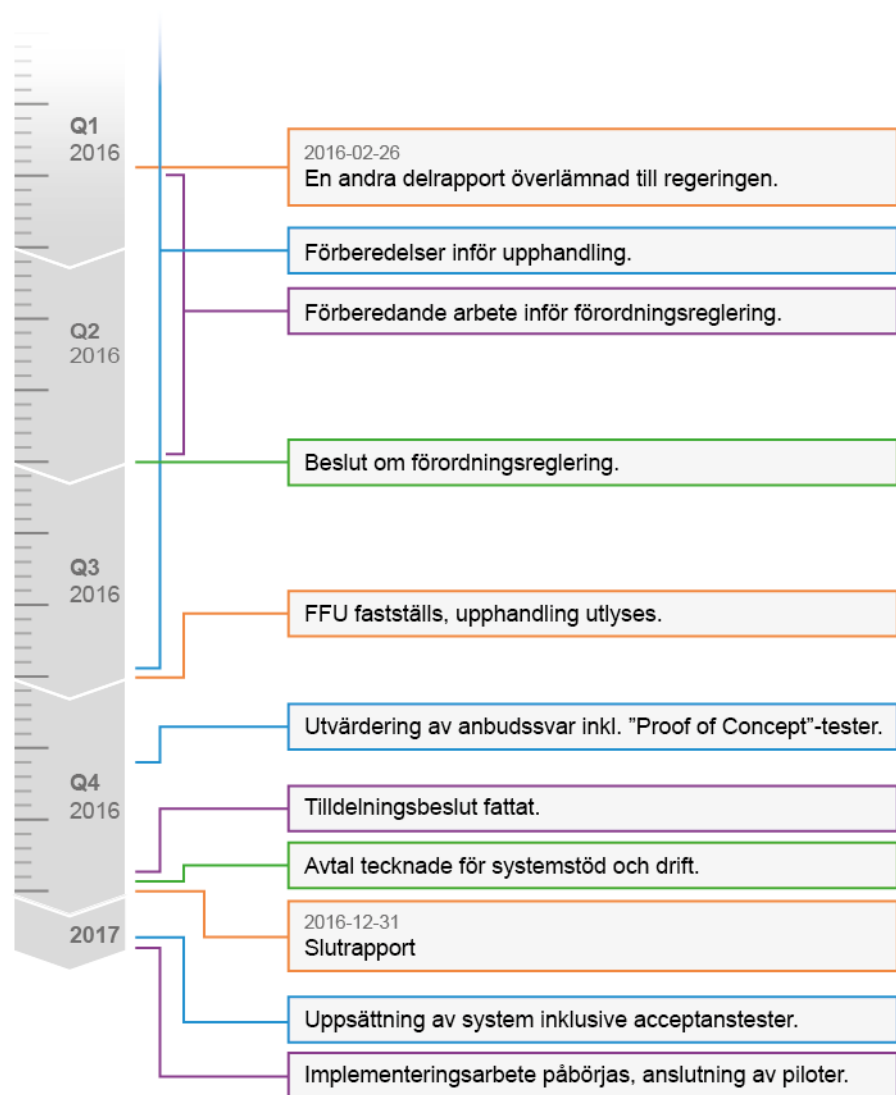 Q1
2016
2016-02-26
En andra delrapport överlämnad till regeringen.
Förberedelser inför upphandling.
Förberedande arbete inför förordningsreglering.
Q2
2016
Beslut om förordningsreglering.
Q3
2016
FFU fastställs, upphandling utlyses.
Utvärdering av anbudssvar inkl. ”Proof of Concept”-tester.
Q4
2016
Tilldelningsbeslut fattat.
Avtal tecknade för systemstöd och drift.
2017
2016-12-31
Slutrapport
Uppsättning av system inklusive acceptanstester.
Implementeringsarbete påbörjas, anslutning av piloter.